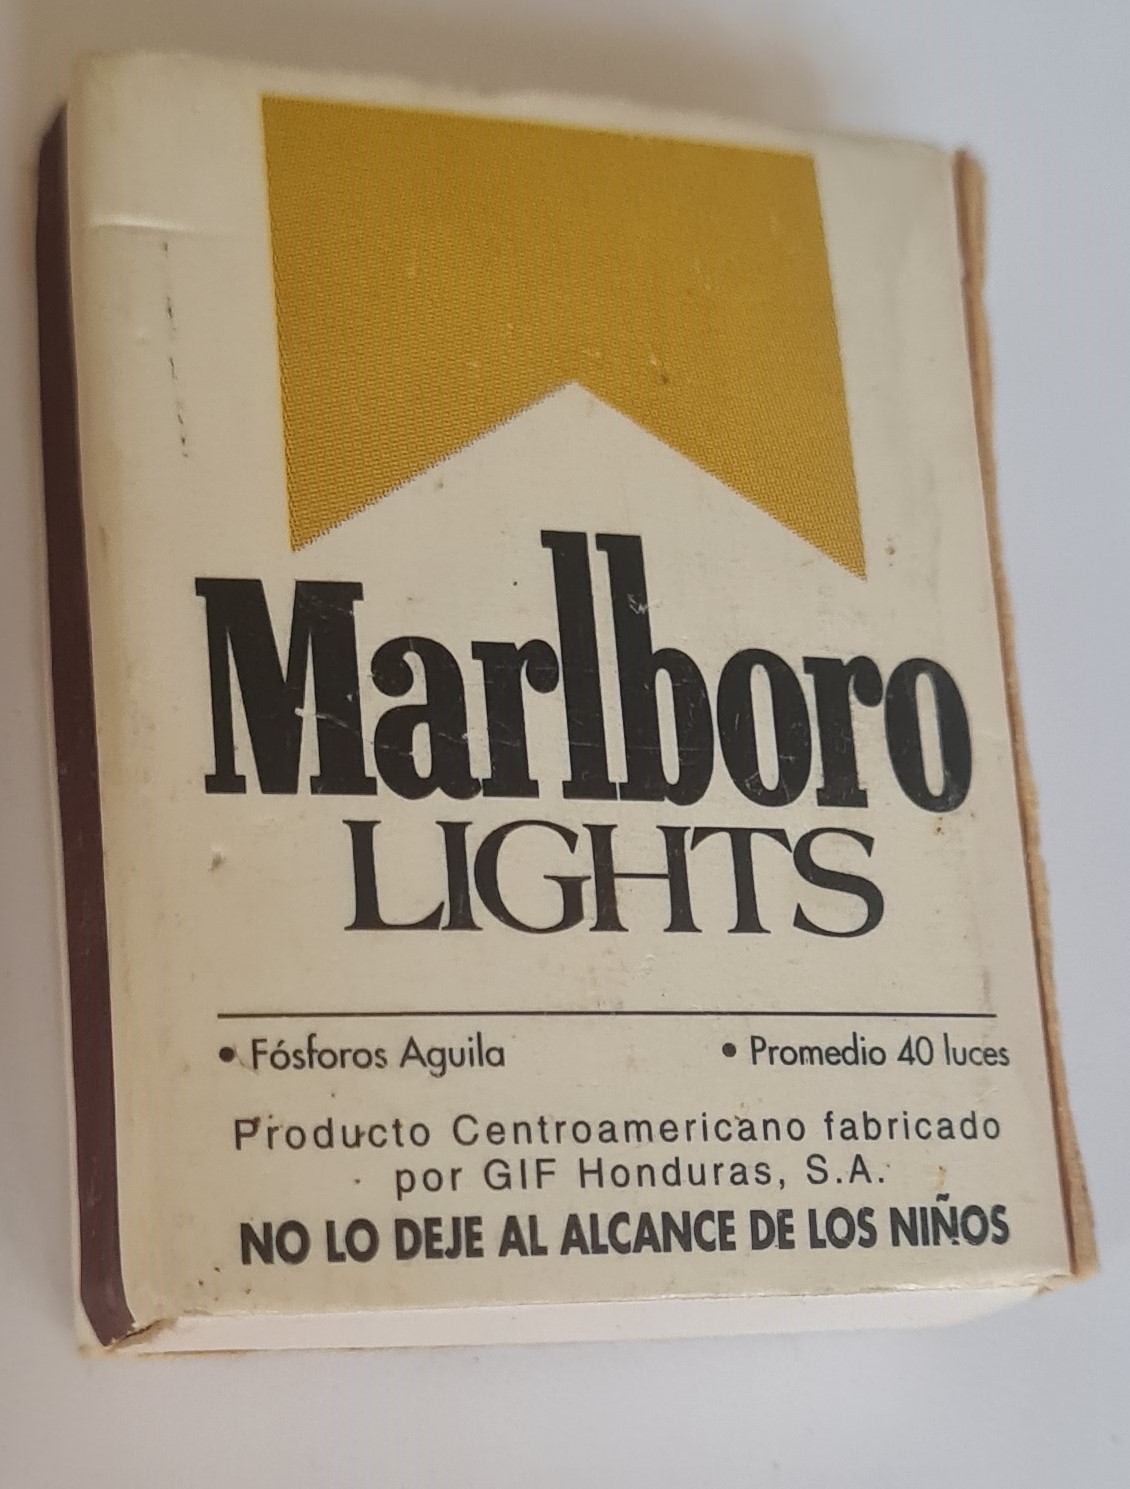 Marlboro
LIGHTS
• Fósforos Aguila • Promedio 40 luces
Producto Centroamericano fabricado
por GIF Honduras, S.A.
NO LO DEJE AL ALCANCE DE LOS NIÑOS